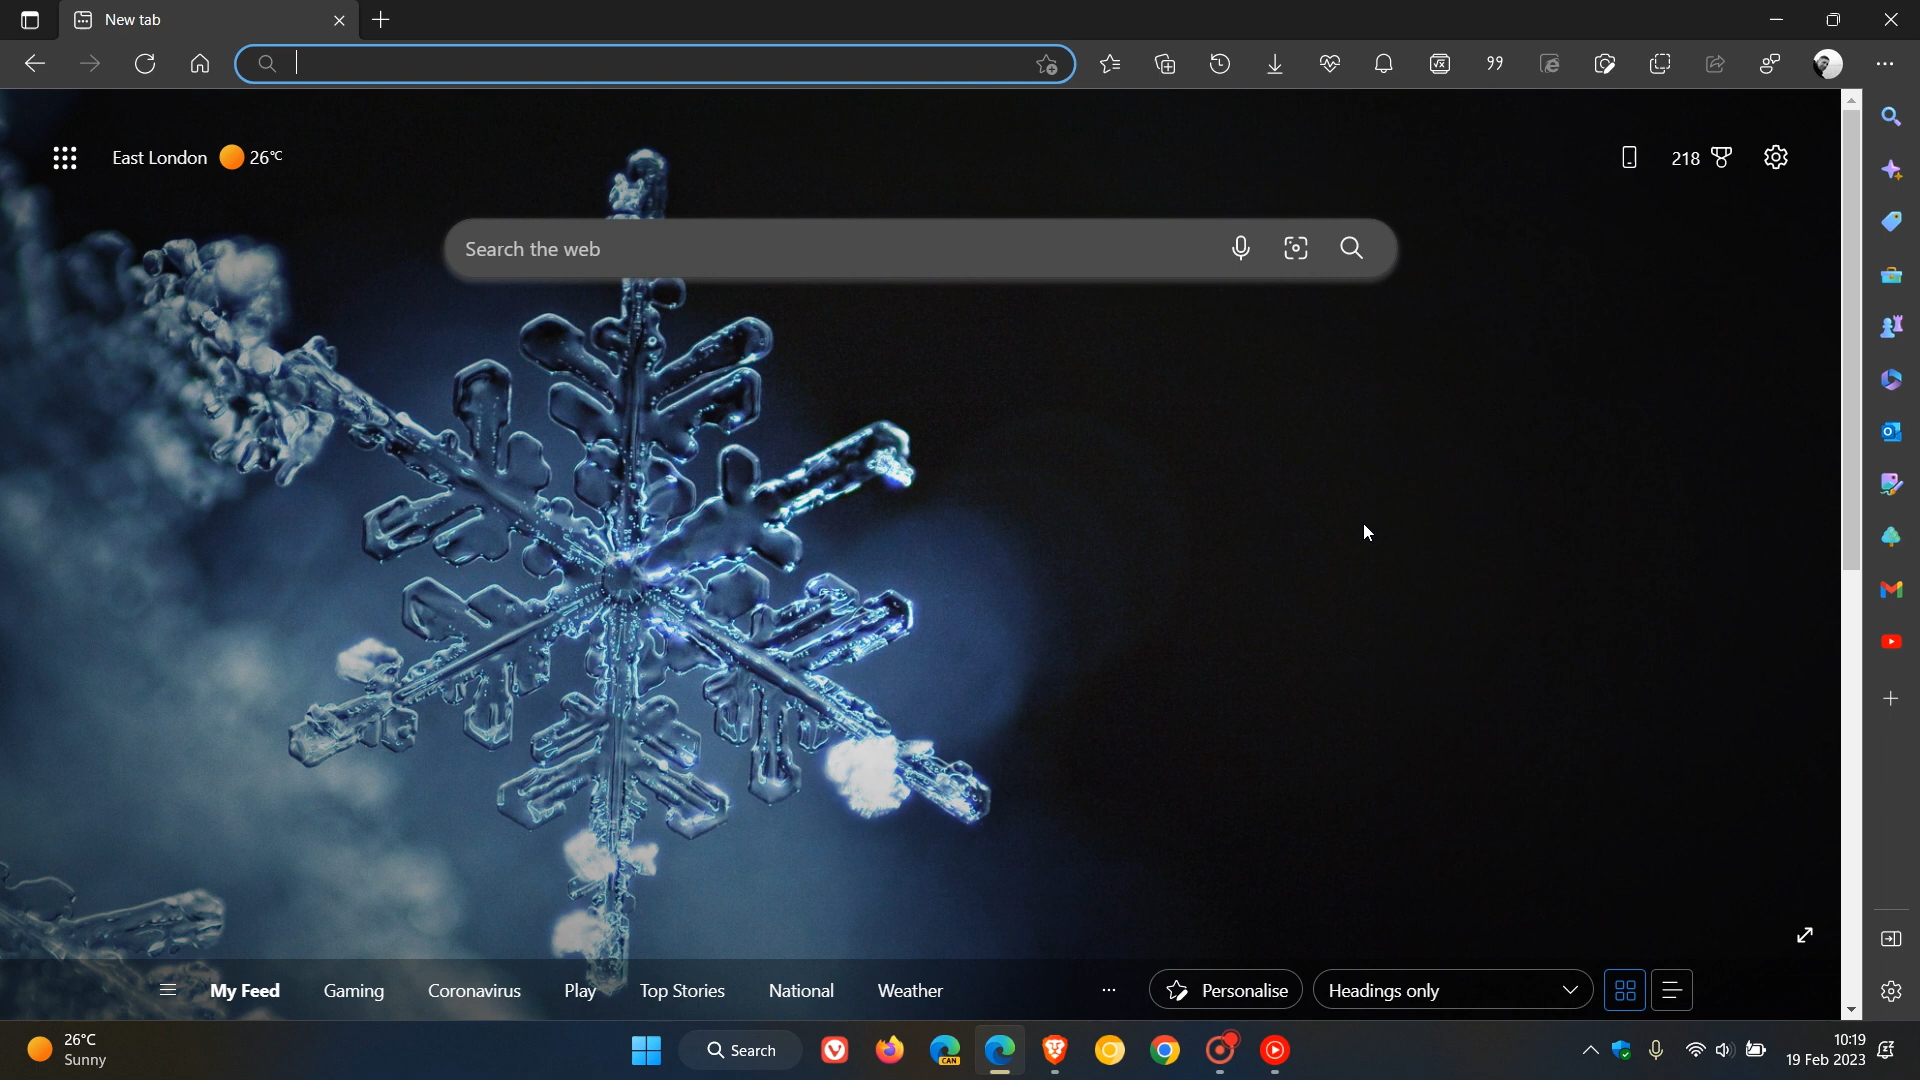 New tab
East London 26°C
218
Search the web
My Feed Gaming Coronavirus Play Top Stories National Weather ... Personalise Headings only
26°C
Sunny
Search
CAN
10:19
19 Feb 2023